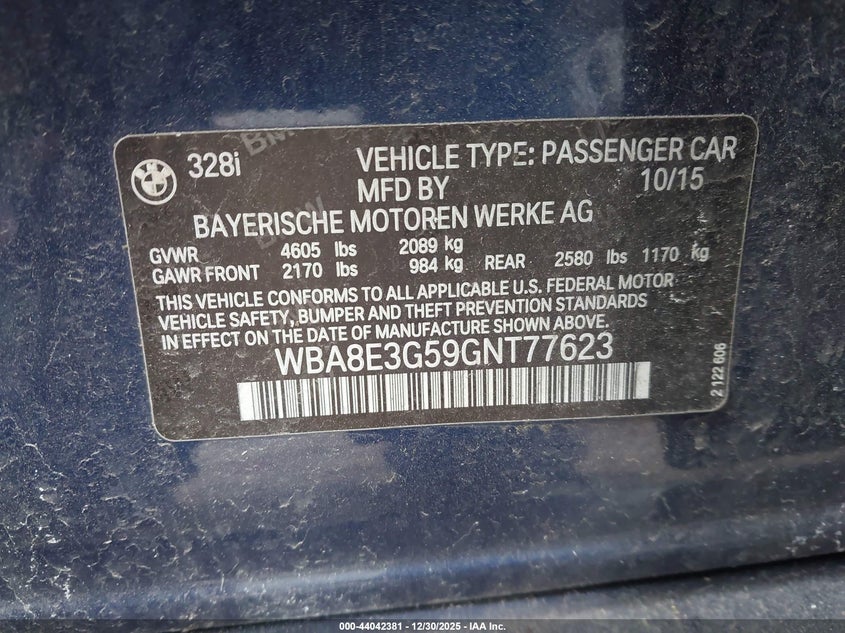 328i VEHICLE TYPE: PASSENGER CAR
MFD BY 10/15
BAYERISCHE MOTOREN WERKE AG
GVWR 4605 lbs 2089 kg
GAWR FRONT 2170 lbs 984 kg REAR 2580 lbs 1170 kg
THIS VEHICLE CONFORMS TO ALL APPLICABLE U.S. FEDERAL MOTOR
VEHICLE SAFETY, BUMPER AND THEFT PREVENTION STANDARDS
IN EFFECT ON THE DATE OF MANUFACTURE SHOWN ABOVE.
WBA8E3G59GNT77623
2 122 606
000-44042381 - 12/30/2025 - IAA Inc.